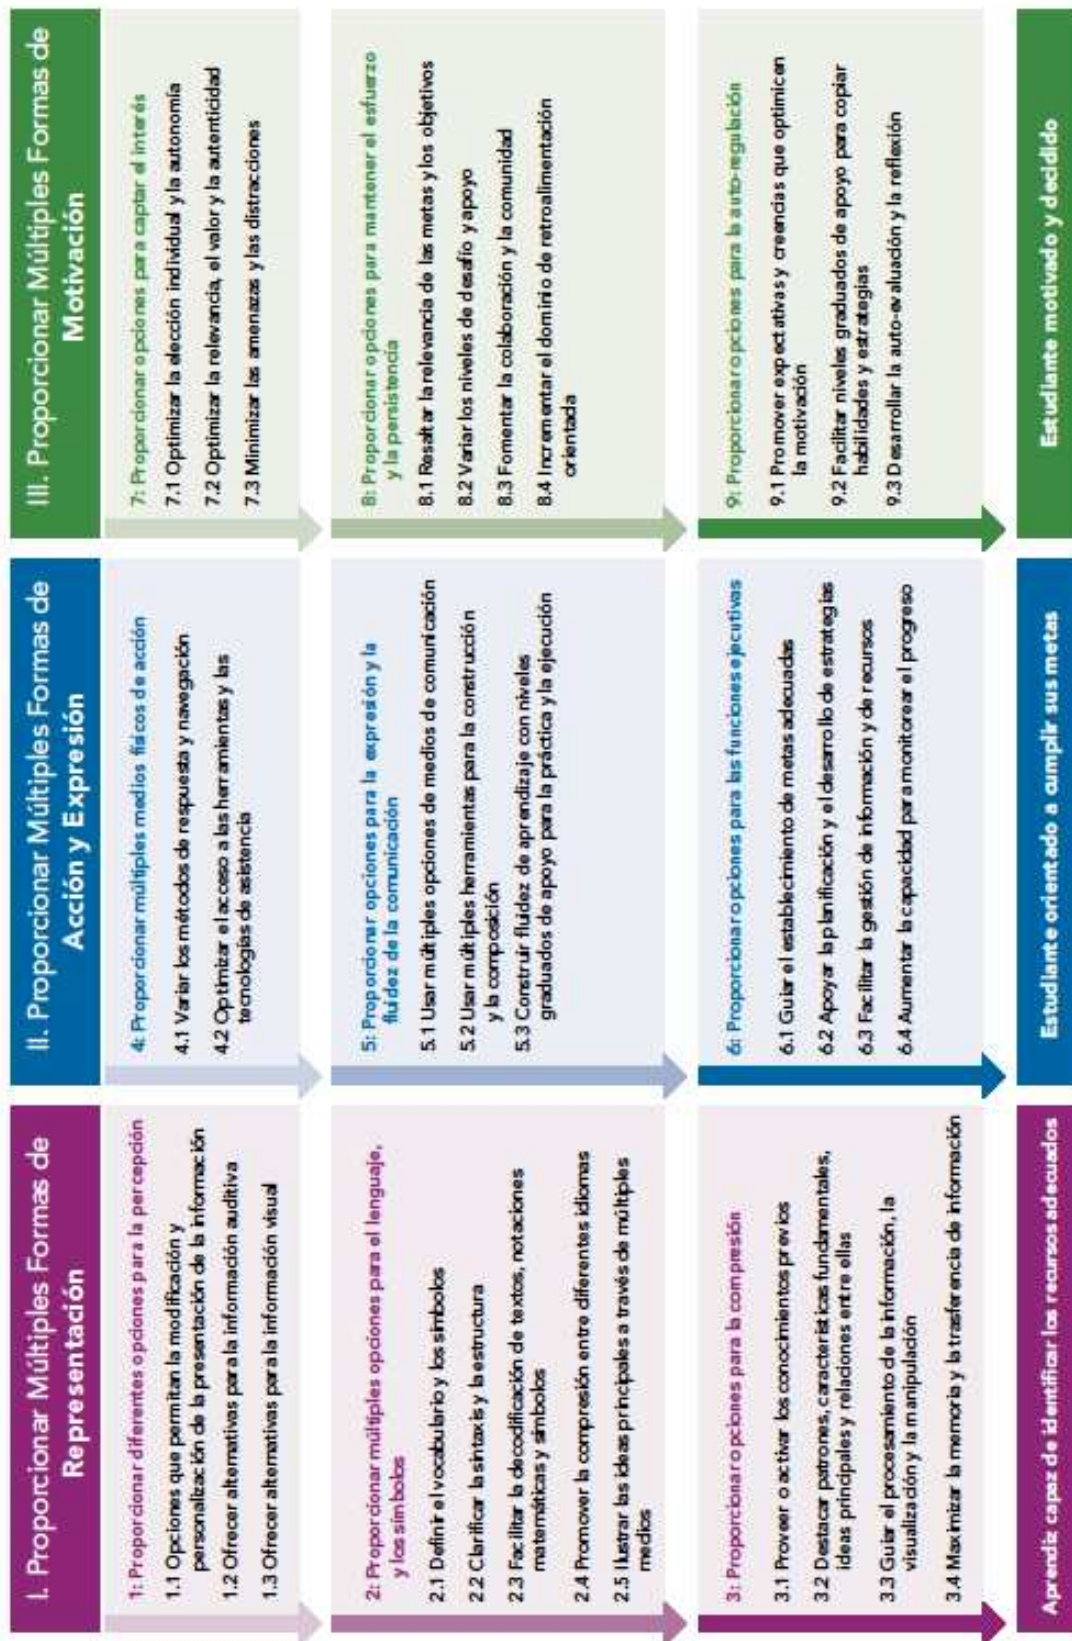 I. Proporcionar Múltiples Formas de
Representación
1: Proporcionar diferentes opciones para la percepción
1.1 Opciones que permitan la modificación y
personalización de la presentación de la información
1.2 Ofrecer alternativas para la información auditiva
1.3 Ofrecer alternativas para la información visual
2: Proporcionar múltiples opciones para el lenguaje,
y los símbolos
2.1 Definir el vocabulario y los símbolos
2.2 Clarificar la sintaxis y la estructura
2.3 Facilitar la decodificación de textos, notaciones
matemáticas y símbolos
2.4 Promover la compresión entre diferentes idiomas
2.5 Ilustrar las ideas principales a través de múltiples
medios
3: Proporcionar opciones para la compresión
3.1 Proveer o activar los conocimientos previos
3.2 Destacar patrones, características fundamentales,
ideas principales y relaciones entre ellas
3.3 Guiar el procesamiento de la información, la
visualización y la manipulación
3.4 Maximizar la memoria y la trasferencia de información
Aprendiz capaz de identificar los recursos adecuados
II. Proporcionar Múltiples Formas de
Acción y Expresión
4: Proporcionar múltiples medios físicos de acción
4.1 Variar los métodos de respuesta y navegación
4.2 Optimizar el acceso a las herramientas y las
tecnologías de asistencia
5: Proporcionar opciones para la expresión y la
fluidez de la comunicación
5.1 Usar múltiples opciones de medios de comunicación
5.2 Usar múltiples herramientas para la construcción
y la composición
5.3 Construir fluidez de aprendizaje con niveles
graduados de apoyo para la práctica y la ejecución
6: Proporcionar opciones para las funciones ejecutivas
6.1 Guiar el establecimiento de metas adecuadas
6.2 Apoyar la planificación y el desarrollo de estrategias
6.3 Facilitar la gestión de información y de recursos
6.4 Aumentar la capacidad para monitorear el progreso
Estudiante orientado a cumplir sus metas
III. Proporcionar Múltiples Formas de
Motivación
7: Proporcionar opciones para captar el interés
7.1 Optimizar la elección individual y la autonomía
7.2 Optimizar la relevancia, el valor y la autenticidad
7.3 Minimizar las amenazas y las distracciones
8: Proporcionar opciones para mantener el esfuerzo
y la persistencia
8.1 Resaltar la relevancia de las metas y los objetivos
8.2 Variar los niveles de desafío y apoyo
8.3 Fomentar la colaboración y la comunidad
8.4 Incrementar el dominio de retroalimentación
orientada
9: Proporcionar opciones para la auto-regulación
9.1 Promover expectativas y creencias que optimicen
la motivación
9.2 Facilitar niveles graduados de apoyo para copiar
habilidades y estrategias
9.3 Desarrollar la auto-evaluación y la reflexión
Estudiante motivado y decidido